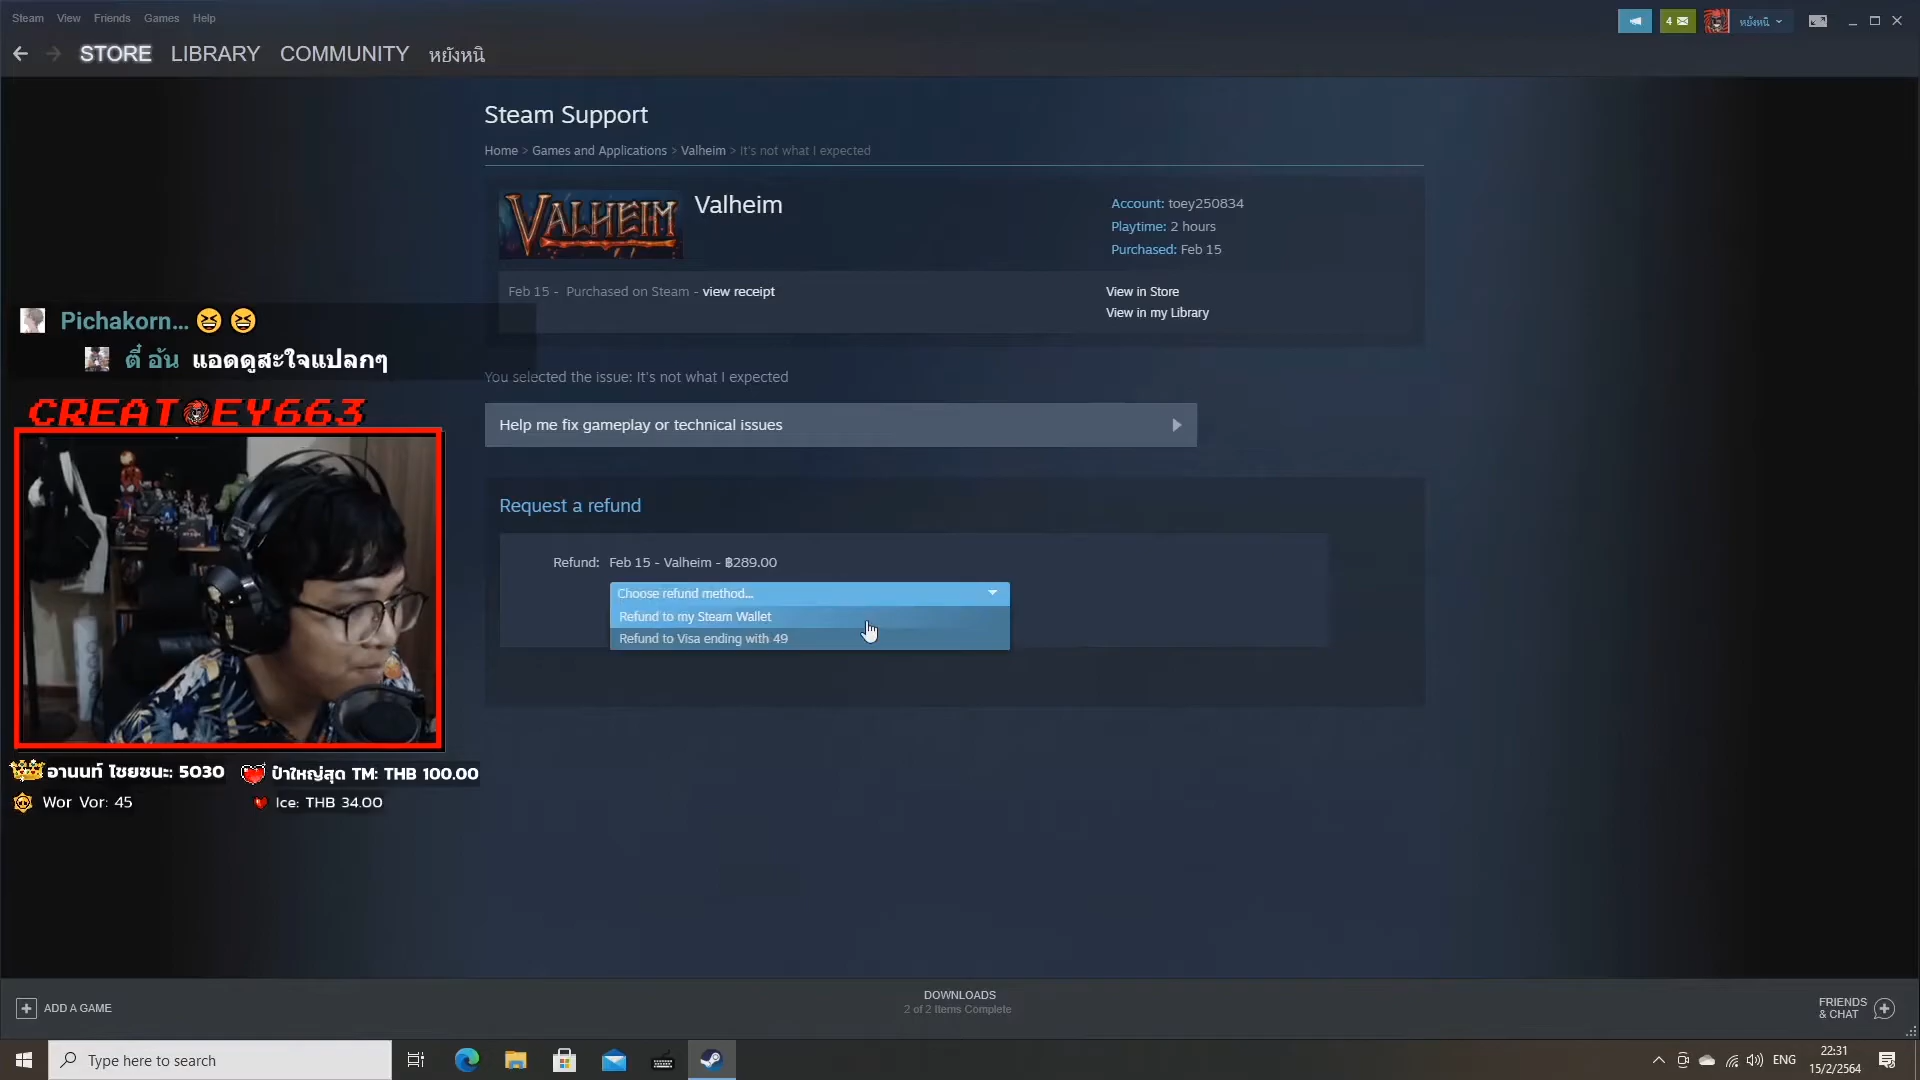 Steam View Friends Games Help
4 หยังหนิ
STORE LIBRARY COMMUNITY หยังหนิ
Steam Support
Home > Games and Applications > Valheim > It's not what I expected
VALHEIM
Valheim
Account: toey250834
Playtime: 2 hours
Purchased: Feb 15
Feb 15 - Purchased on Steam - view receipt
View in Store
View in my Library
Pichakorn... 😆 😆
ตี๋ อ้น แอดดูสะใจแปลกๆ
You selected the issue: It's not what I expected
CREATOEY663
Help me fix gameplay or technical issues
Request a refund
Refund: Feb 15 - Valheim - ฿289.00
Choose refund method...
Refund to my Steam Wallet
Refund to Visa ending with 49
อานนท์ ไชยชนะ: 5030
ป๋าใหญ่สุด TM: THB 100.00
Wor Vor: 45
Ice: THB 34.00
ADD A GAME
DOWNLOADS
2 of 2 Items Complete
FRIENDS
& CHAT
Type here to search
ENG
22:31
15/2/2564